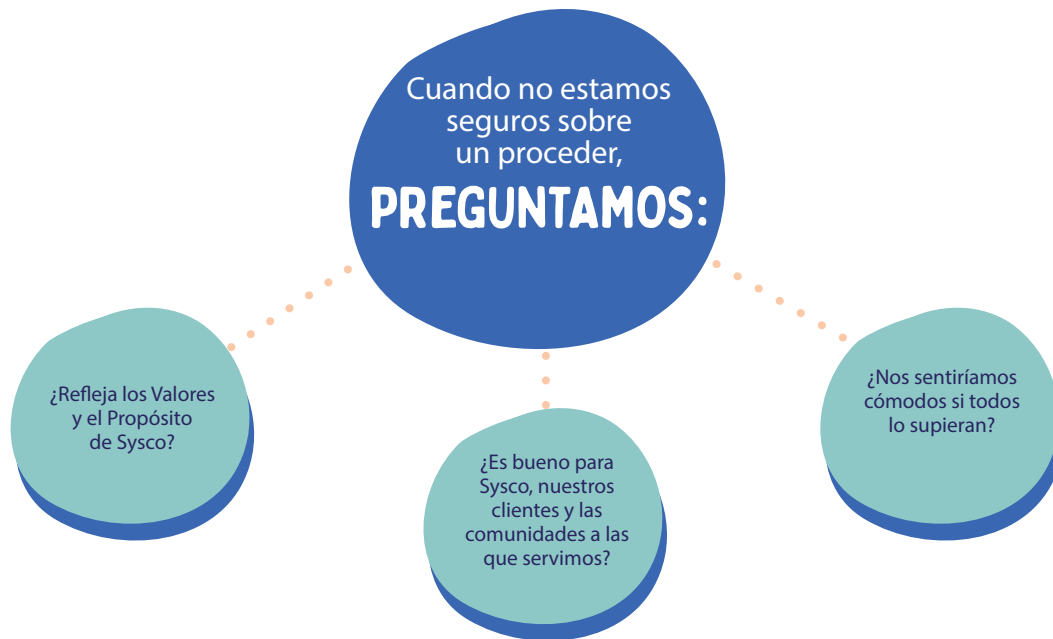 Cuando no estamos
seguros sobre
un proceder,
PREGUNTAMOS:
¿Refleja los Valores
y el Propósito
de Sysco?
¿Es bueno para
Sysco, nuestros
clientes y las
comunidades a las
que servimos?
¿Nos sentiríamos
cómodos si todos
lo supieran?